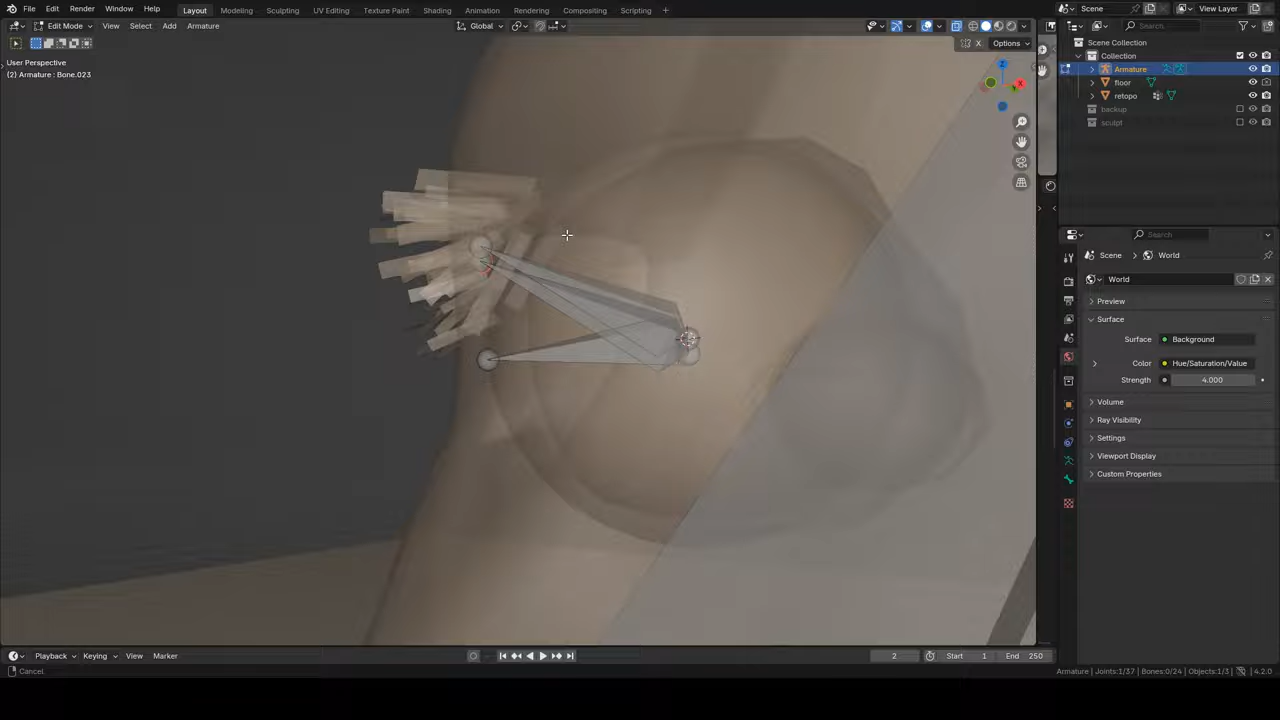 File Edit Render Window Help Layout Modeling Sculpting UV Editing Texture Paint Shading Animation Rendering Compositing Scripting + Scene View Layer
Edit Mode View Select Add Armature Global Search
Options
User Perspective
(2) Armature : Bone.023
X
Z
X
Scene Collection
Collection
Armature
floor
retopo
backup
sculpt
Search
Scene World
World
Preview
Surface
Surface Background
Color Hue/Saturation/Value
Strength 4.000
Volume
Ray Visibility
Settings
Viewport Display
Custom Properties
Playback Keying View Marker 2 Start 1 End 250
Cancel Armature | Joints:1/37 | Bones:0/24 | Objects:1/3 | 4.2.0